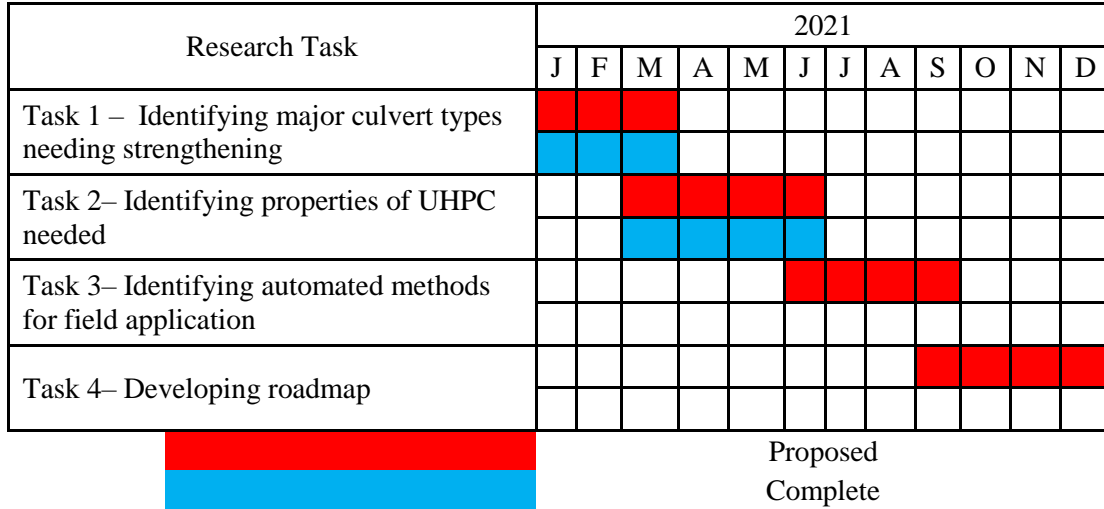 Research Task
2021
J F M A M J J A S O N D
Task 1 – Identifying major culvert types
needing strengthening
Task 2– Identifying properties of UHPC
needed
Task 3– Identifying automated methods
for field application
Task 4– Developing roadmap
Proposed
Complete